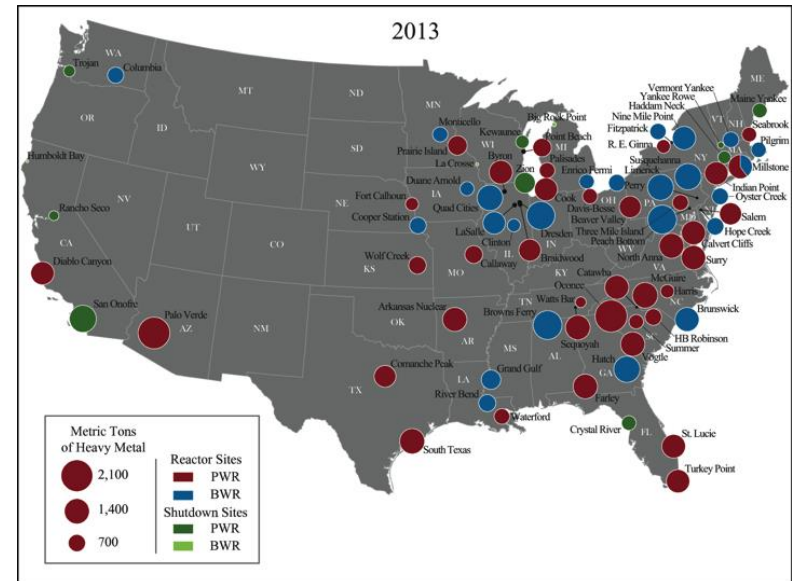 2013
WA
Trojan
Columbia
OR
ID
MT
ND
MN
SD
WY
Humboldt Bay
Rancho Seco
NV
CA
UT
CO
NE
KS
Diablo Canyon
San Onofre
Palo Verde
AZ
NM
OK
TX
Monticello
Prairie Island
Kewaunee
WI
Big Rock Point
Point Beach
MI
Palisades
La Crosse
Byron
Zion
Cook
Duane Arnold
Quad Cities
Fort Calhoun
Cooper Station
LaSalle
Clinton
IL
Dresden
IN
Braidwood
Wolf Creek
MO
Callaway
Arkansas Nuclear
AR
Comanche Peak
South Texas
LA
MS
Grand Gulf
River Bend
Waterford
Enrico Fermi
OH
Davis-Besse
Perry
Beaver Valley
PA
Fitzpatrick
Nine Mile Point
R. E. Ginna
NY
Susquehanna
Limerick
Three Mile Island
Peach Bottom
Vermont Yankee
Yankee Rowe
Haddam Neck
VT
NH
MA
ME
Maine Yankee
Seabrook
Pilgrim
Millstone
Indian Point
Oyster Creek
Salem
Hope Creek
MD
Calvert Cliffs
North Anna
Surry
WV
VA
KY
TN
Catawba
McGuire
Oconee
Harris
NC
Watts Bar
Browns Ferry
Sequoyah
Brunswick
HB Robinson
Summer
SC
Vogtle
Hatch
GA
AL
Farley
Crystal River
FL
St. Lucie
Turkey Point
Metric Tons
of Heavy Metal
2,100
1,400
700
Reactor Sites
PWR
BWR
Shutdown Sites
PWR
BWR